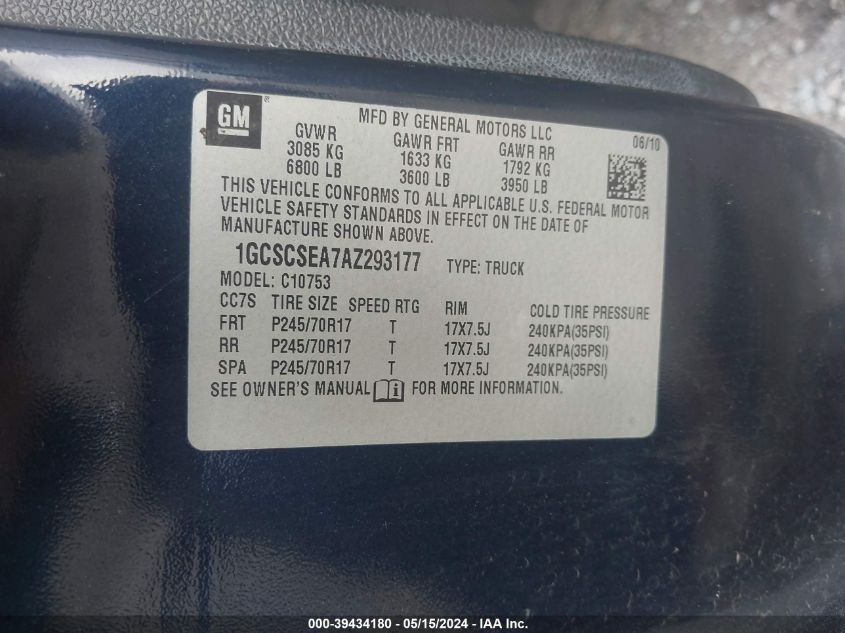 GM ®
MFD BY GENERAL MOTORS LLC
06/10
GVWR GAWR FRT GAWR RR
3085 KG 1633 KG 1792 KG
6800 LB 3600 LB 3950 LB
THIS VEHICLE CONFORMS TO ALL APPLICABLE U.S. FEDERAL MOTOR
VEHICLE SAFETY STANDARDS IN EFFECT ON THE DATE OF
MANUFACTURE SHOWN ABOVE.
1GCSCSEA7AZ293177 TYPE: TRUCK
MODEL: C10753
CC7S TIRE SIZE SPEED RTG RIM COLD TIRE PRESSURE
FRT P245/70R17 T 17X7.5J 240KPA(35PSI)
RR P245/70R17 T 17X7.5J 240KPA(35PSI)
SPA P245/70R17 T 17X7.5J 240KPA(35PSI)
SEE OWNER'S MANUAL i FOR MORE INFORMATION.
000-39434180 - 05/15/2024 - IAA Inc.